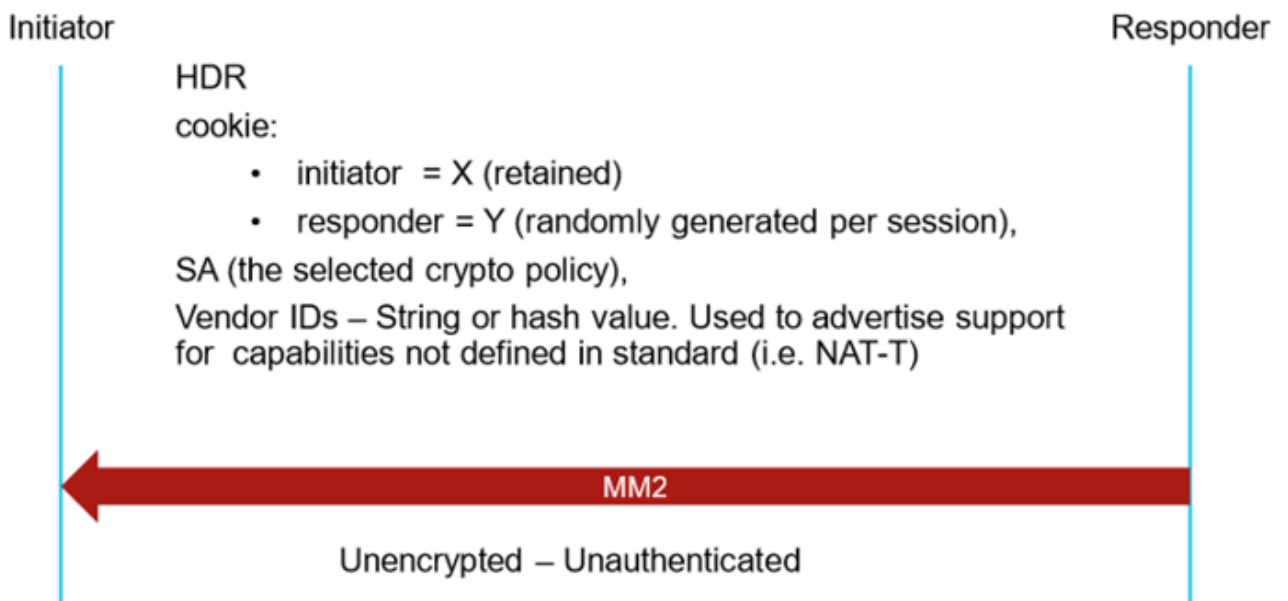 Initiator
Responder
HDR
cookie:
• initiator = X (retained)
• responder = Y (randomly generated per session),
SA (the selected crypto policy),
Vendor IDs – String or hash value. Used to advertise support
for capabilities not defined in standard (i.e. NAT-T)
MM2
Unencrypted – Unauthenticated